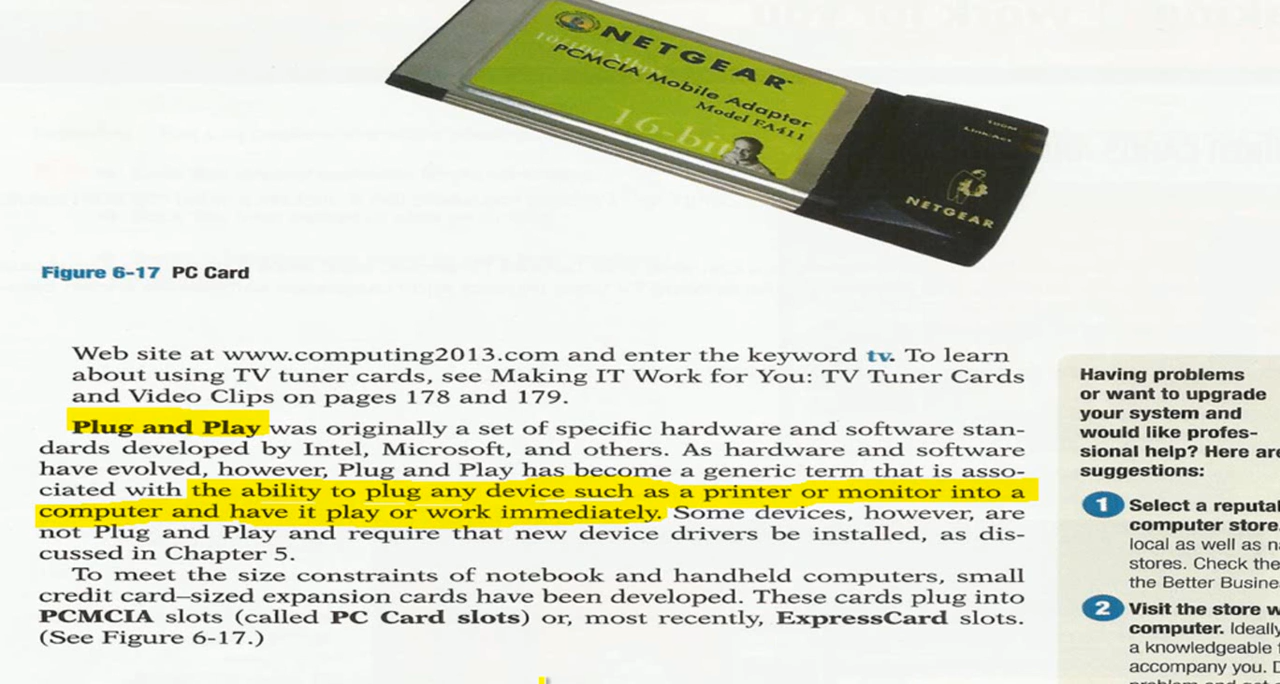 NETGEAR
10/100 Mbps
PCMCIA Mobile Adapter
Model FA411
16-bit
100M
Link/Act
NETGEAR
Figure 6-17 PC Card
Web site at www.computing2013.com and enter the keyword tv. To learn
about using TV tuner cards, see Making IT Work for You: TV Tuner Cards
and Video Clips on pages 178 and 179.
Plug and Play was originally a set of specific hardware and software stan-
dards developed by Intel, Microsoft, and others. As hardware and software
have evolved, however, Plug and Play has become a generic term that is asso-
ciated with the ability to plug any device such as a printer or monitor into a
computer and have it play or work immediately. Some devices, however, are
not Plug and Play and require that new device drivers be installed, as dis-
cussed in Chapter 5.
To meet the size constraints of notebook and handheld computers, small
credit card–sized expansion cards have been developed. These cards plug into
PCMCIA slots (called PC Card slots) or, most recently, ExpressCard slots.
(See Figure 6-17.)
Having problems
or want to upgrade
your system and
would like profes-
sional help? Here are
suggestions:
1 Select a reputa
computer store
local as well as n
stores. Check the
the Better Busine
2 Visit the store w
computer. Ideally
a knowledgeable f
accompany you. D